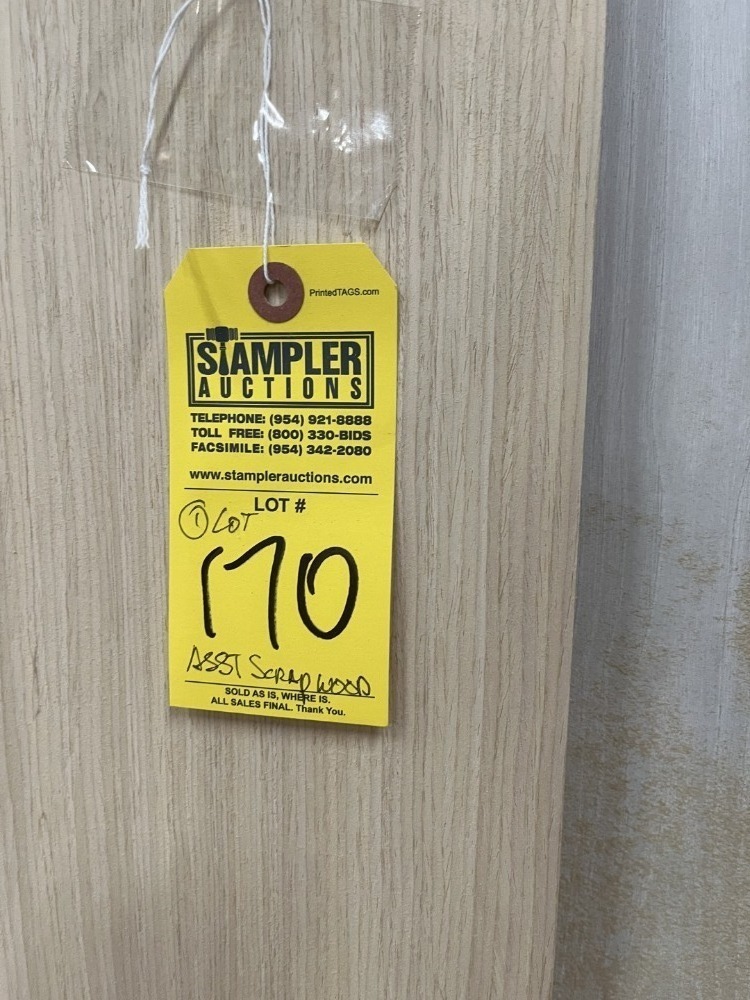 PrintedTAGS.com
STAMPLER
AUCTIONS
TELEPHONE: (954) 921-8888
TOLL FREE: (800) 330-BIDS
FACSIMILE: (954) 342-2080
www.stamplerauctions.com
LOT #
1 LOT
170
ASST SCRAP WOOD
SOLD AS IS, WHERE IS.
ALL SALES FINAL. Thank You.